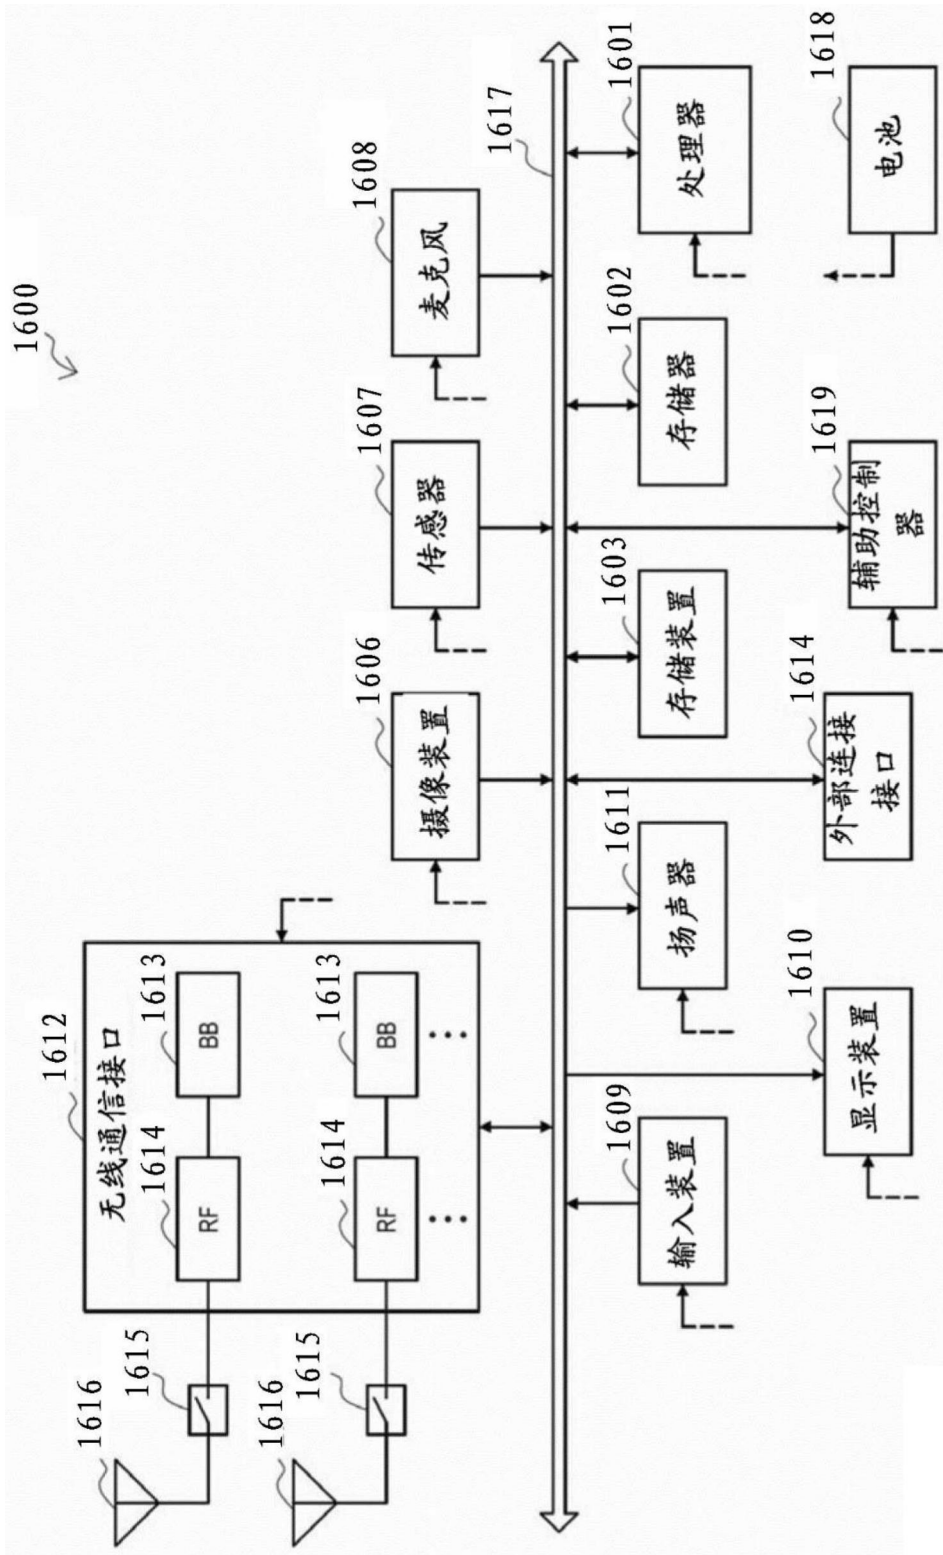 1600
1612
无线通信接口
1616
1615
1614
1613
RF
BB
1616
1615
1614
1613
RF
BB
...
...
1606
摄像装置
1607
传感器
1608
麦克风
1617
1609
输入装置
1611
扬声器
1603
存储装置
1602
存储器
1601
处理器
1610
显示装置
1614
外部连接
接口
1619
辅助控制
器
1618
电池